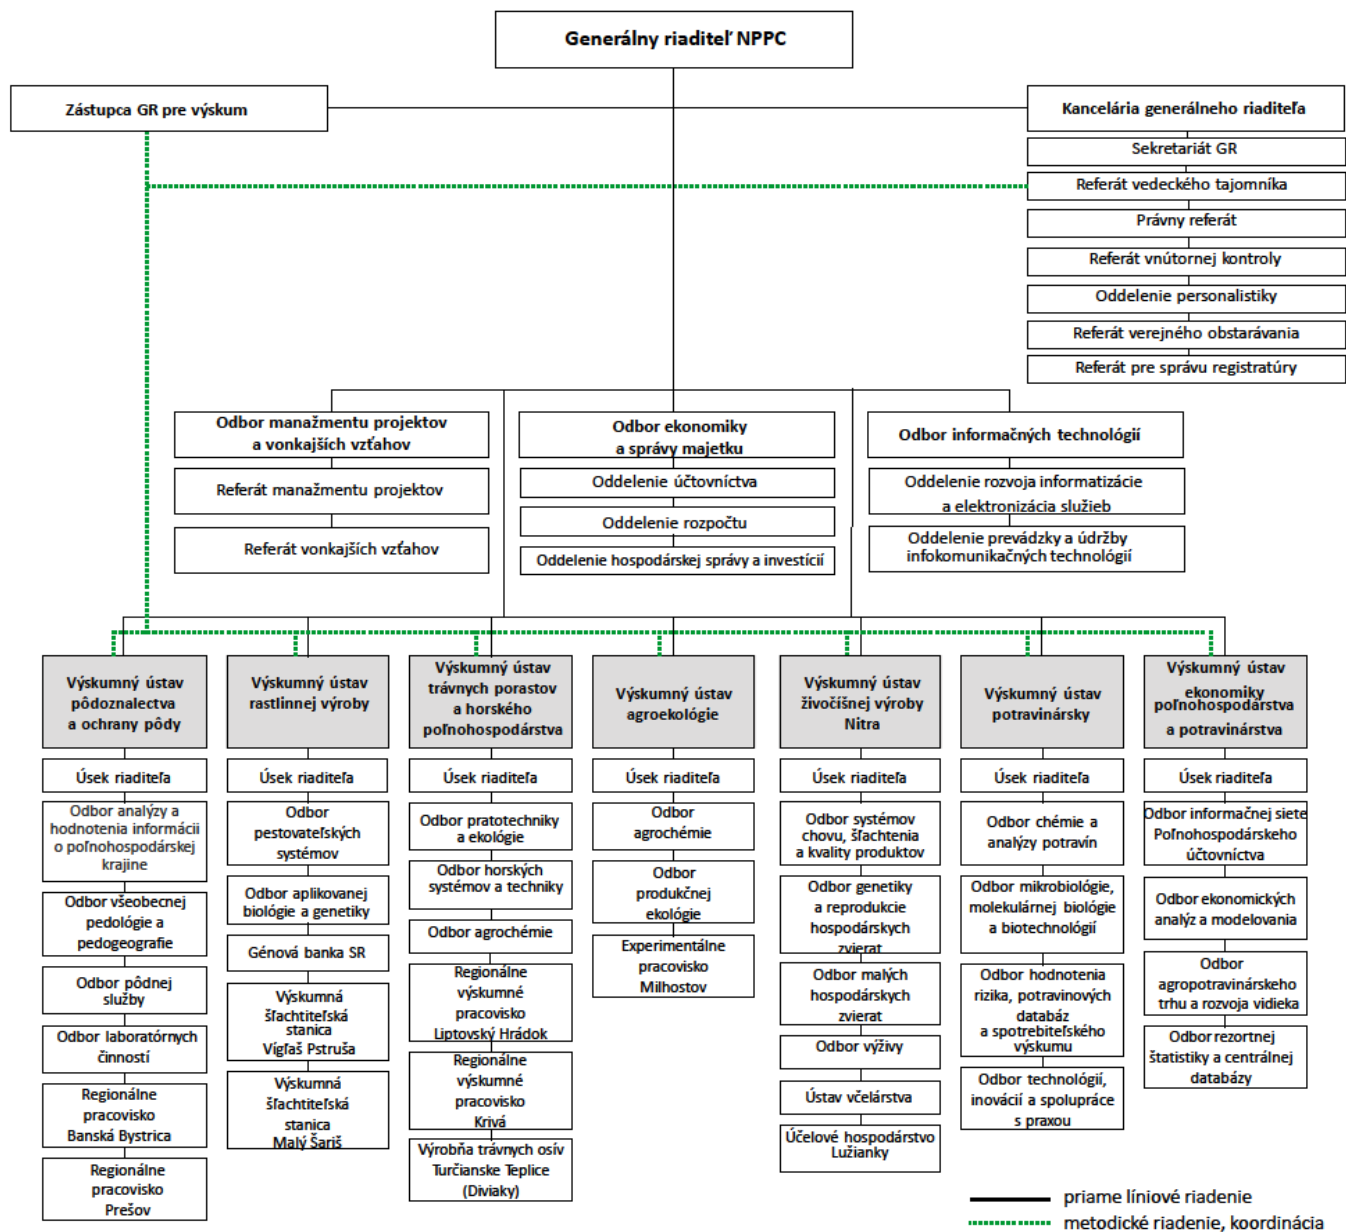 Generálny riaditeľ NPPC
Zástupca GR pre výskum
Kancelária generálneho riaditeľa
Sekretariát GR
Referát vedeckého tajomníka
Právny referát
Referát vnútornej kontroly
Oddelenie personalistiky
Referát verejného obstarávania
Referát pre správu registratúry
Odbor manažmentu projektov
a vonkajších vzťahov
Referát manažmentu projektov
Referát vonkajších vzťahov
Odbor ekonomiky
a správy majetku
Oddelenie účtovníctva
Oddelenie rozpočtu
Oddelenie hospodárskej správy a investícií
Odbor informačných technológií
Oddelenie rozvoja informatizácie
a elektronizácia služieb
Oddelenie prevádzky a údržby
infokomunikačných technológií
Výskumný ústav
pôdoznalectva
a ochrany pôdy
Úsek riaditeľa
Odbor analýzy a
hodnotenia informácii
o poľnohospodárskej
krajine
Odbor všeobecnej
pedológie a
pedogeografie
Odbor pôdnej
služby
Odbor laboratórnych
činností
Regionálne
pracovisko
Banská Bystrica
Regionálne
pracovisko
Prešov
Výskumný ústav
rastlinnej výroby
Úsek riaditeľa
Odbor
pestovateľských
systémov
Odbor aplikovanej
biológie a genetiky
Génová banka SR
Výskumná
šľachtiteľská
stanica
Vígľaš Pstruša
Výskumná
šľachtiteľská
stanica
Malý Šariš
Výskumný ústav
trávnych porastov
a horského
poľnohospodárstva
Úsek riaditeľa
Odbor pratotechniky
a ekológie
Odbor horských
systémov a techniky
Odbor agrochémie
Regionálne
výskumné
pracovisko
Liptovský Hrádok
Regionálne
výskumné
pracovisko
Krivá
Výrobňa trávnych osív
Turčianske Teplice
(Diviaky)
Výskumný ústav
agroekológie
Úsek riaditeľa
Odbor
agrochémie
Odbor
produkčnej
ekológie
Experimentálne
pracovisko
Milhostov
Výskumný ústav
živočíšnej výroby
Nitra
Úsek riaditeľa
Odbor systémov
chovu, šľachtenia
a kvality produktov
Odbor genetiky
a reprodukcie
hospodárskych
zvierat
Odbor malých
hospodárskych
zvierat
Odbor výživy
Ústav včelárstva
Účelové hospodárstvo
Lužianky
Výskumný ústav
potravinársky
Úsek riaditeľa
Odbor chémie a
analýzy potravín
Odbor mikrobiológie,
molekulárnej biológie
a biotechnológií
Odbor hodnotenia
rizika, potravinových
databáz
a spotrebiteľského
výskumu
Odbor technológií,
inovácií a spolupráce
s praxou
Výskumný ústav
ekonomiky
poľnohospodárstva
a potravinárstva
Úsek riaditeľa
Odbor informačnej siete
Poľnohospodárskeho
účtovníctva
Odbor ekonomických
analýz a modelovania
Odbor
agropotravinárskeho
trhu a rozvoja vidieka
Odbor rezortnej
štatistiky a centrálnej
databázy
priame líniové riadenie
metodické riadenie, koordinácia